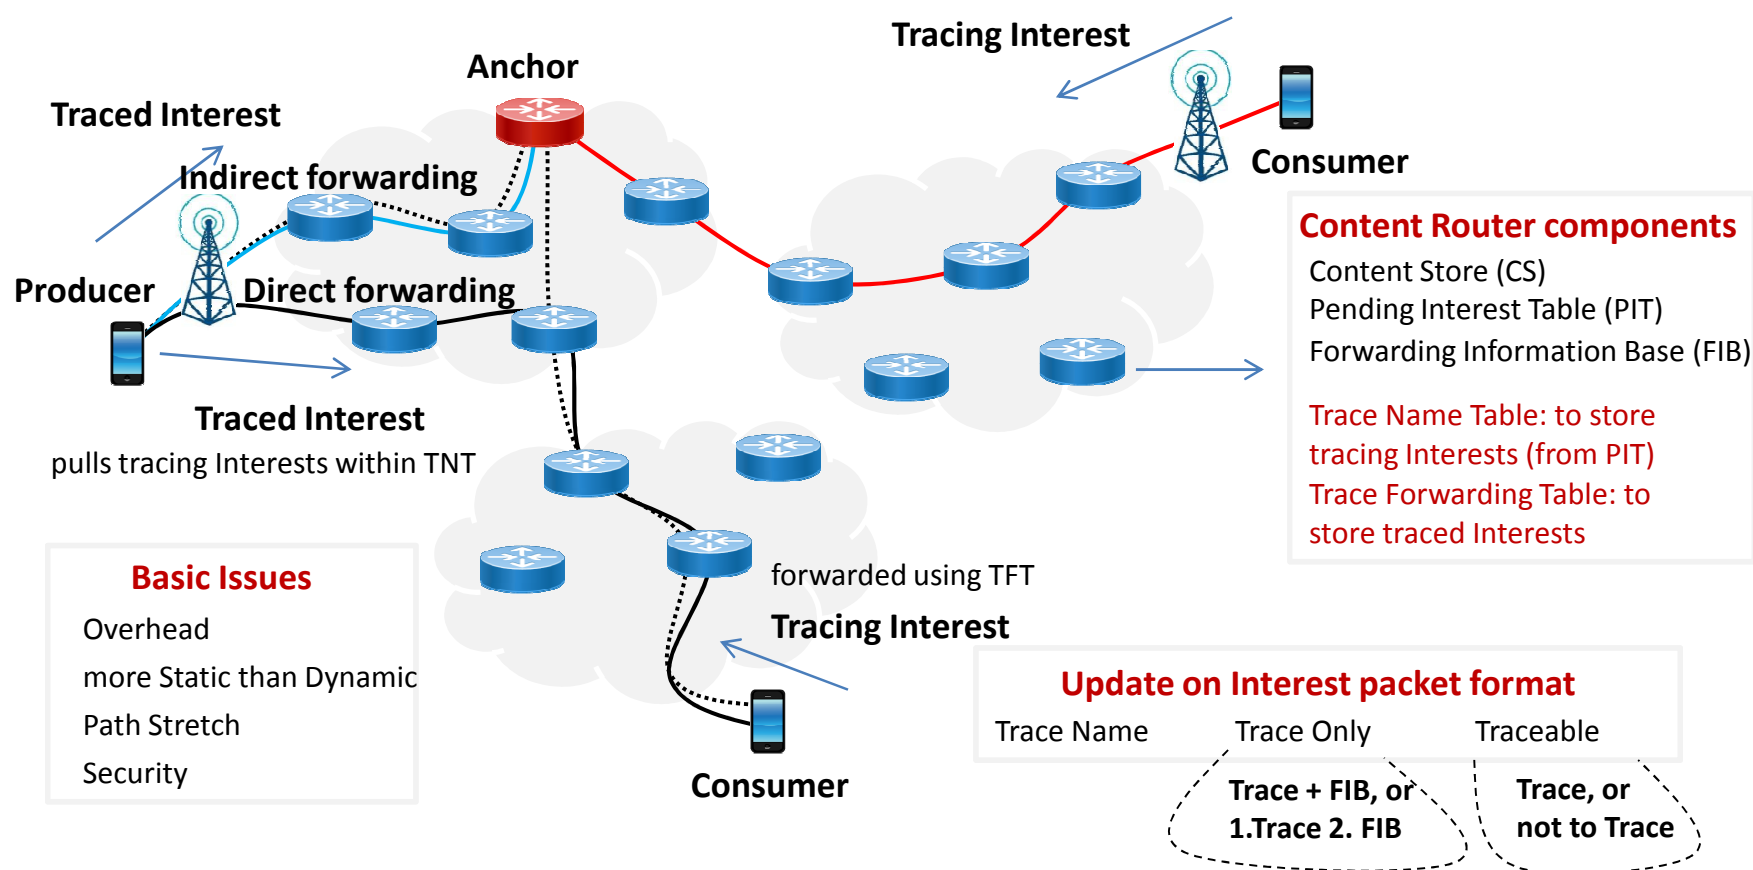 Tracing Interest
Anchor
Traced Interest
Consumer
Indirect forwarding
Producer
Direct forwarding
Traced Interest
pulls tracing Interests within TNT
Content Router components
Content Store (CS)
Pending Interest Table (PIT)
Forwarding Information Base (FIB)
Trace Name Table: to store
tracing Interests (from PIT)
Trace Forwarding Table: to
store traced Interests
Basic Issues
Overhead
more Static than Dynamic
Path Stretch
Security
forwarded using TFT
Tracing Interest
Consumer
Update on Interest packet format
Trace Name Trace Only Traceable
Trace + FIB, or
1.Trace 2. FIB
Trace, or
not to Trace